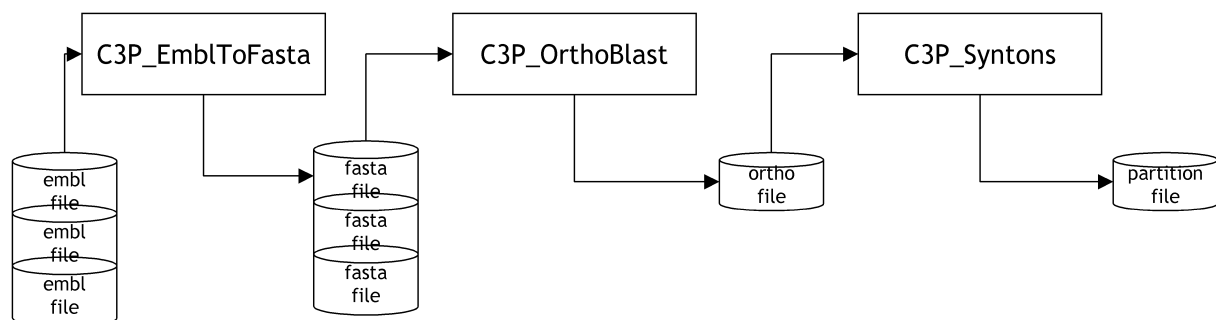 C3P_EmblToFasta
C3P_OrthoBlast
C3P_Syntons
embl
file
embl
file
embl
file
fasta
file
fasta
file
fasta
file
ortho
file
partition
file